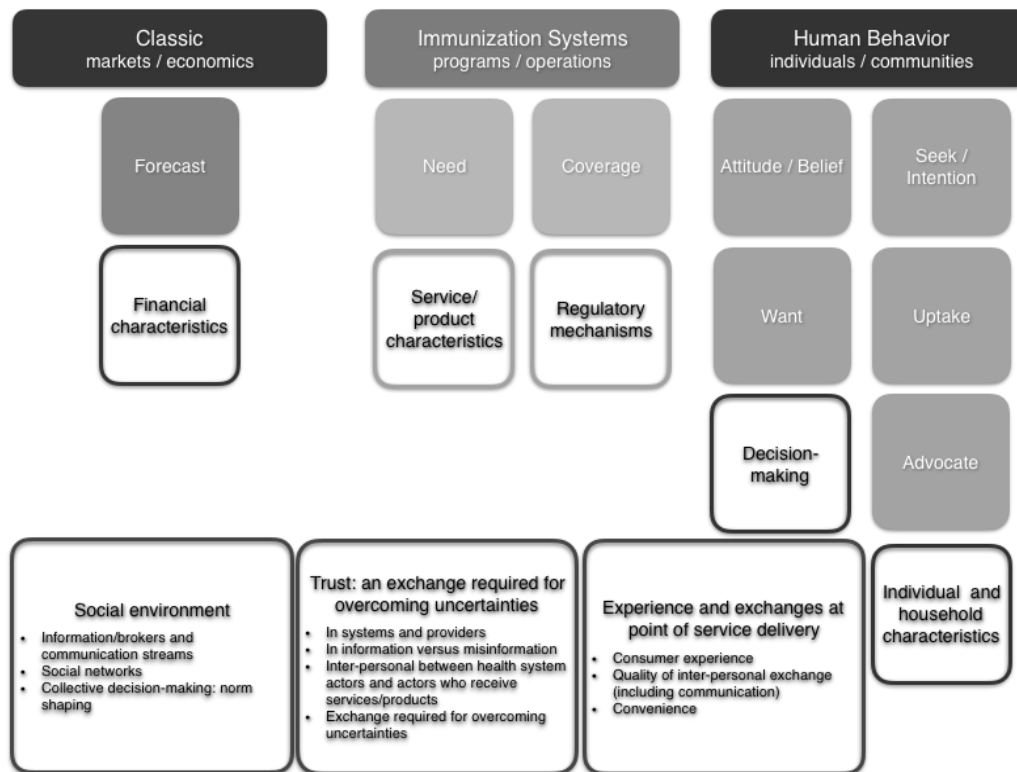 Classic
markets / economics
Immunization Systems
programs / operations
Human Behavior
individuals / communities
Forecast
Need
Coverage
Attitude / Belief
Seek /
Intention
Financial
characteristics
Service/
product
characteristics
Regulatory
mechanisms
Want
Uptake
Decision-
making
Advocate
Social environment
• Information/brokers and
communication streams
• Social networks
• Collective decision-making: norm
shaping
Trust: an exchange required for
overcoming uncertainties
• In systems and providers
• In information versus misinformation
• Inter-personal between health system
actors and actors who receive
services/products
• Exchange required for overcoming
uncertainties
Experience and exchanges at
point of service delivery
• Consumer experience
• Quality of inter-personal exchange
(including communication)
• Convenience
Individual and
household
characteristics